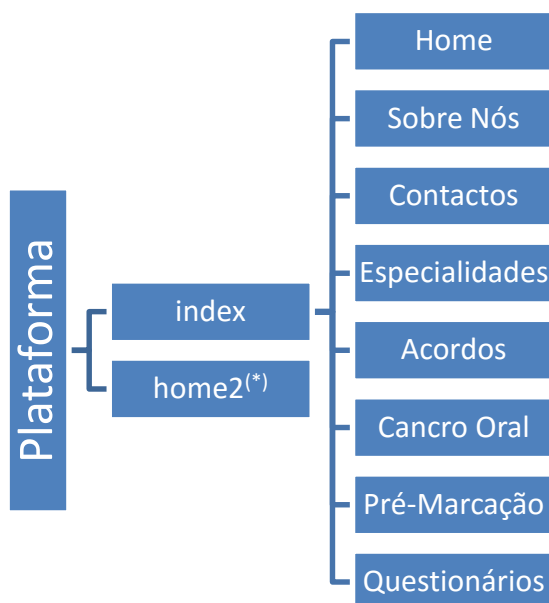 Plataforma
index
home2(*)
Home
Sobre Nós
Contactos
Especialidades
Acordos
Cancro Oral
Pré-Marcação
Questionários